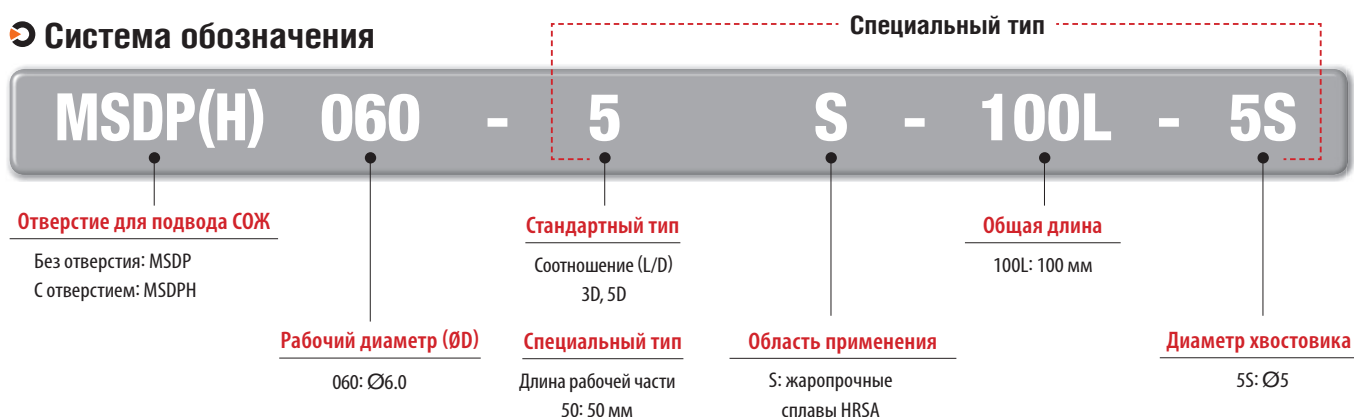 Система обозначения
Специальный тип
MSDP(H) 060 - 5 S - 100L - 5S
Отверстие для подвода СОЖ
Без отверстия: MSDP
С отверстием: MSDPH
Рабочий диаметр (ØD)
060: Ø6.0
Стандартный тип
Соотношение (L/D)
3D, 5D
Специальный тип
Длина рабочей части
50: 50 мм
Область применения
S: жаропрочные
сплавы HRSA
Общая длина
100L: 100 мм
Диаметр хвостовика
5S: Ø5